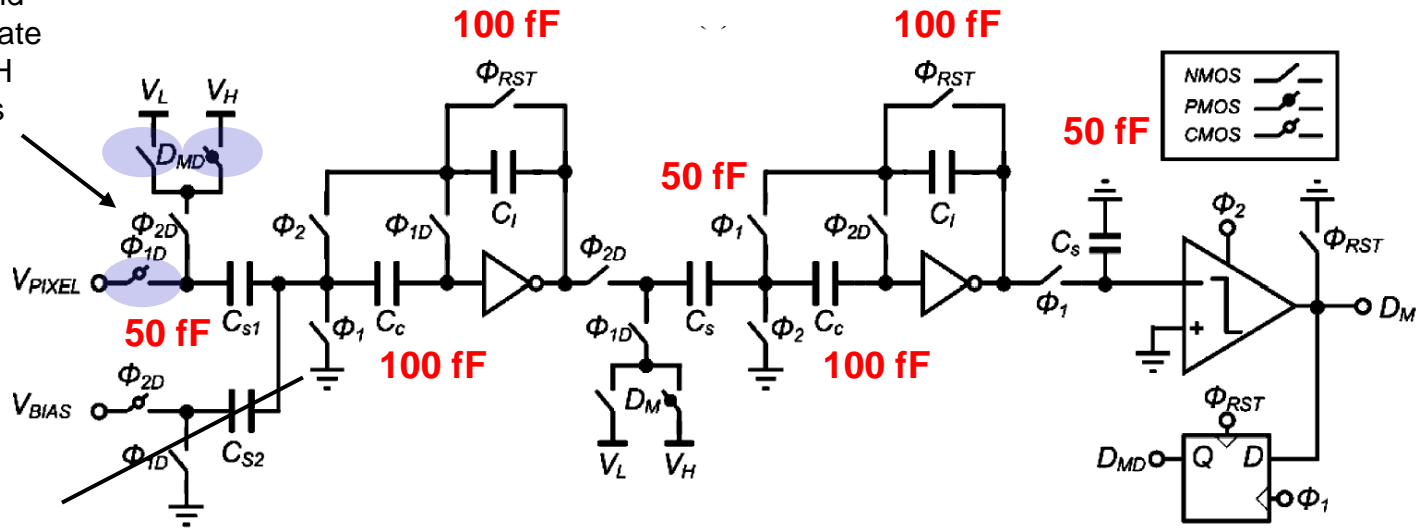 nd
ate
H
s
100 fF
100 fF
Φ_RST
Φ_RST
V_L
V_H
NMOS
PMOS
CMOS
50 fF
D_MD
50 fF
C_I
C_I
Φ_2D
Φ_2
Φ_1D
Φ_1
Φ_2D
C_s
Φ_2
Φ_RST
Φ_1D
V_PIXEL
Φ_2D
Φ_1
D_M
50 fF
C_s1
Φ_1
C_c
Φ_1D
C_s
Φ_2
C_c
+
100 fF
100 fF
Φ_2D
V_BIAS
D_M
Φ_RST
C_S2
Φ_1D
V_L
V_H
D_MD
Q
D
Φ_1